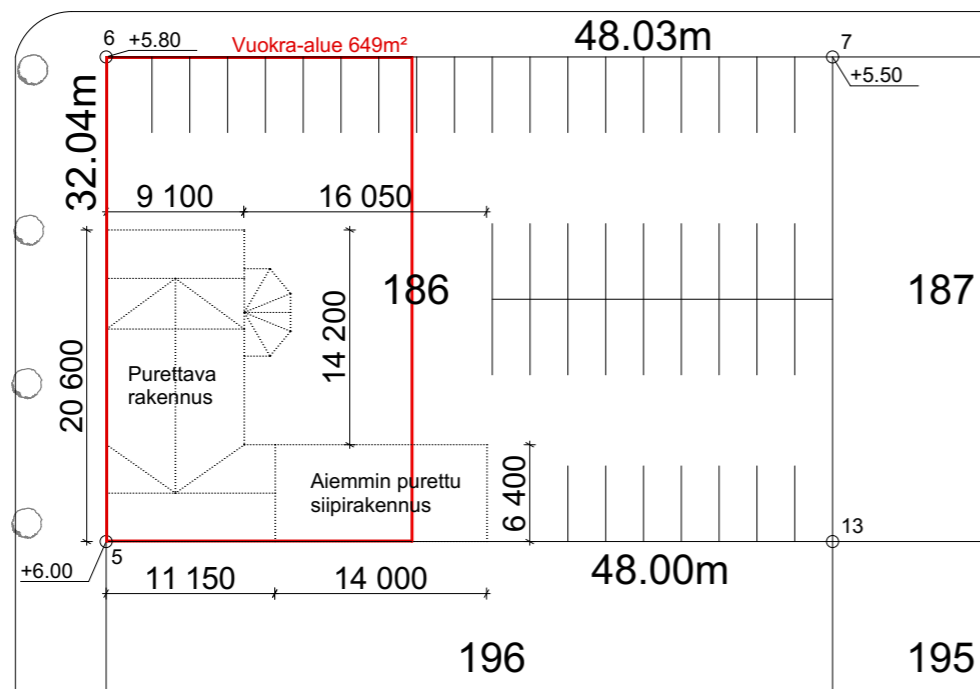 6
+5.80
Vuokra-alue 649m²
48.03m
7
+5.50
32.04m
9 100
16 050
186
187
14 200
20 600
Purettava
rakennus
Aiemmin purettu
siipirakennus
6 400
+6.00
5
13
11 150
14 000
48.00m
196
195